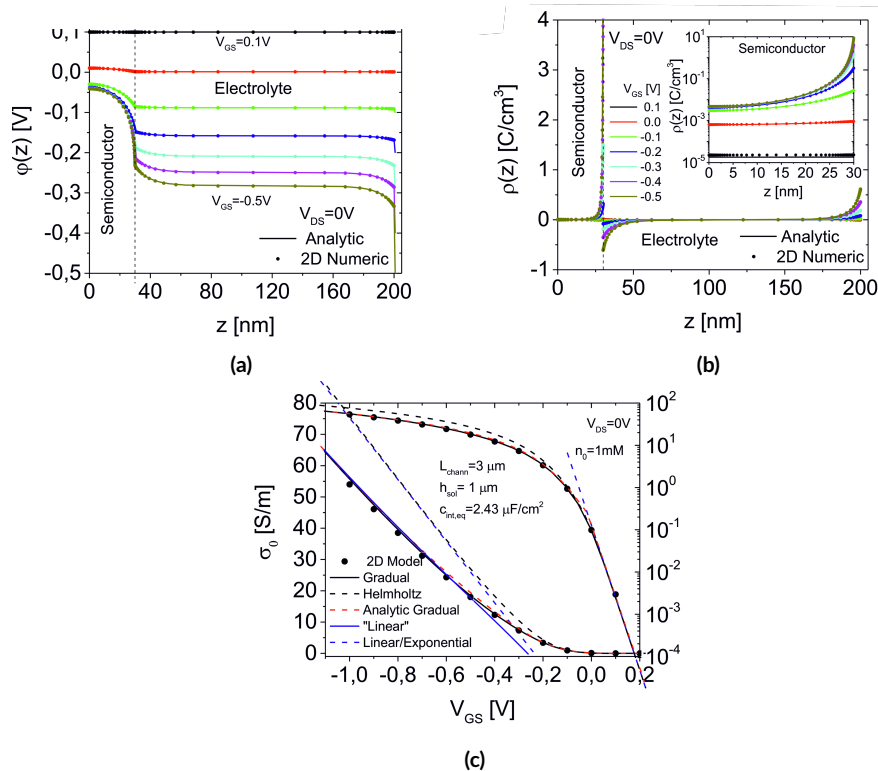 0,1
0,0
-0,1
-0,2
-0,3
-0,4
-0,5
φ(z) [V]
V_GS=0.1V
Electrolyte
Semiconductor
V_GS=-0.5V
V_DS=0V
Analytic
2D Numeric
0 40 80 120 160 200
z [nm]
(a)
4
3
2
1
0
-1
ρ(z) [C/cm³]
V_DS=0V
Semiconductor
V_GS [V]
0.1
0.0
-0.1
-0.2
-0.3
-0.4
-0.5
10¹
10⁻²
10⁻⁵
ρ(z) [C/cm³]
Semiconductor
0 5 10 15 20 25 30
z [nm]
Electrolyte
Analytic
2D Numeric
0 50 100 150 200
z [nm]
(b)
80
70
60
50
40
30
20
10
0
σ₀ [S/m]
V_DS=0V
n₀=1mM
L_chann=3 μm
h_sol= 1 μm
c_int,eq=2.43 μF/cm²
2D Model
Gradual
Helmholtz
Analytic Gradual
"Linear"
Linear/Exponential
10²
10¹
10⁰
10⁻¹
10⁻²
10⁻³
10⁻⁴
-1,0 -0,8 -0,6 -0,4 -0,2 0,0 0,2
V_GS [V]
(c)